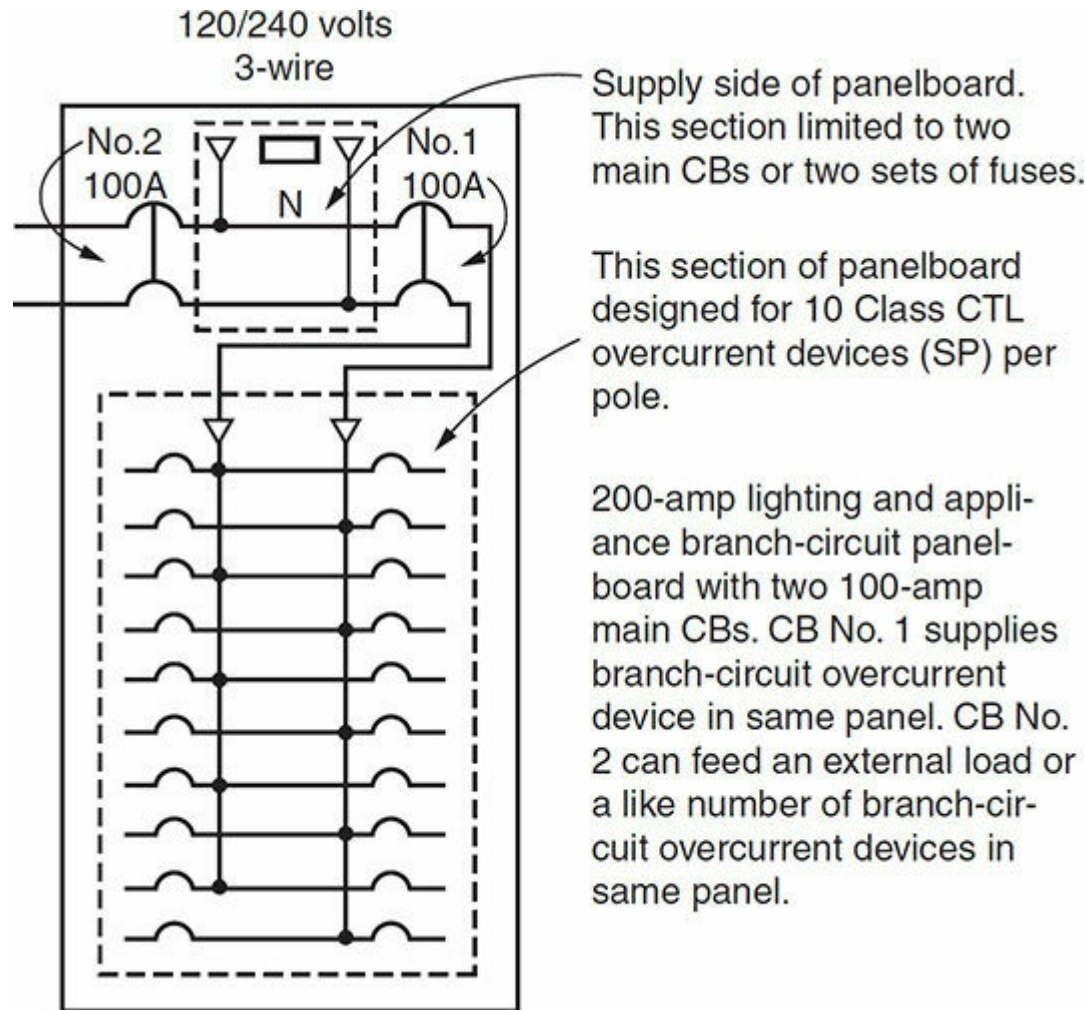 120/240 volts
3-wire
No.2
100A
N
No.1
100A
Supply side of panelboard.
This section limited to two
main CBs or two sets of fuses.
This section of panelboard
designed for 10 Class CTL
overcurrent devices (SP) per
pole.
200-amp lighting and appli-
ance branch-circuit panel-
board with two 100-amp
main CBs. CB No. 1 supplies
branch-circuit overcurrent
device in same panel. CB No.
2 can feed an external load or
a like number of branch-cir-
cuit overcurrent devices in
same panel.